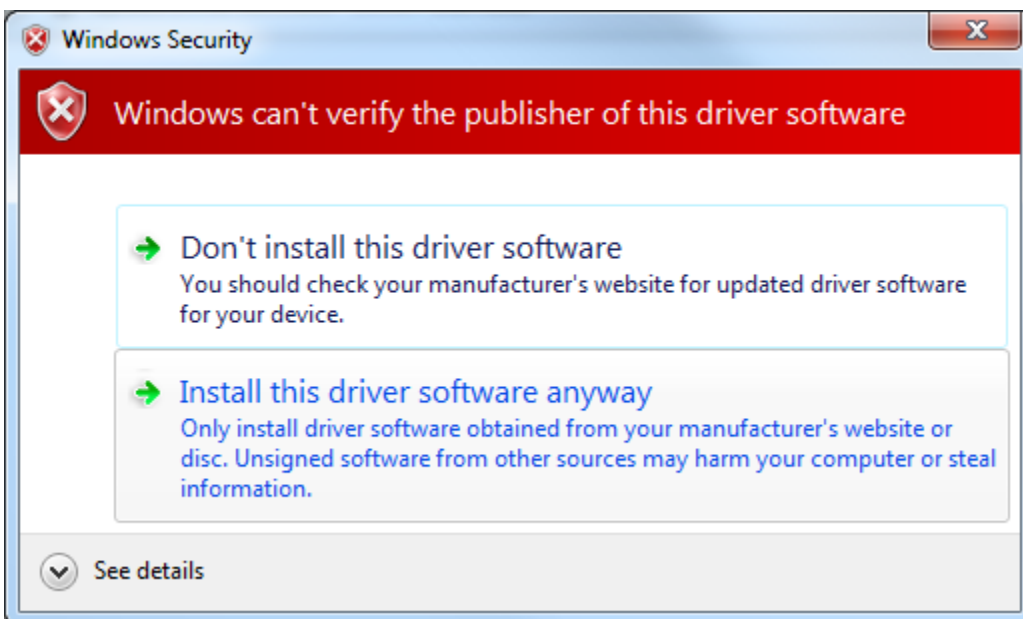 Windows Security
Windows can't verify the publisher of this driver software
Don't install this driver software
You should check your manufacturer's website for updated driver software
for your device.
Install this driver software anyway
Only install driver software obtained from your manufacturer's website or
disc. Unsigned software from other sources may harm your computer or steal
information.
See details